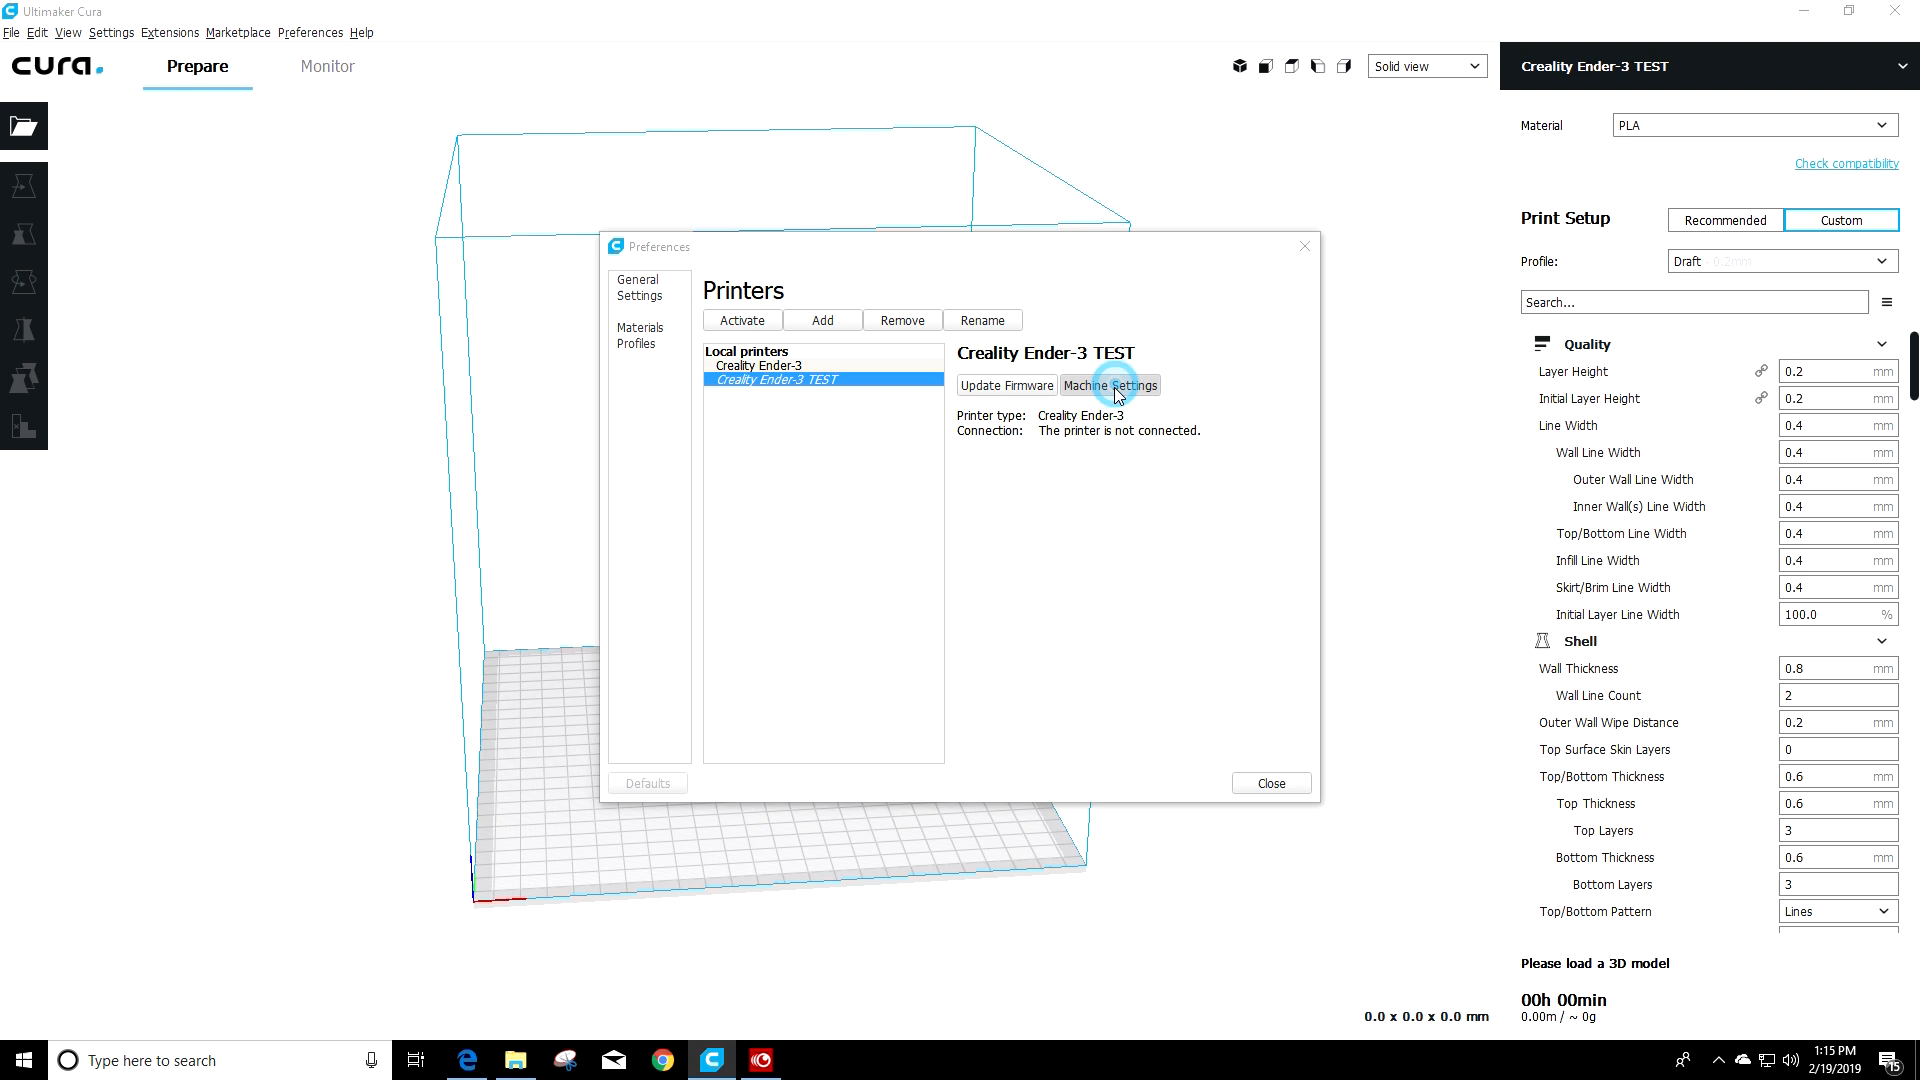 Ultimaker Cura
File Edit View Settings Extensions Marketplace Preferences Help
cura. Prepare Monitor Solid view Creality Ender-3 TEST
Material PLA
Check compatibility
Print Setup Recommended Custom
Profile: Draft 0.2mm
Search...
Quality
Layer Height 0.2 mm
Initial Layer Height 0.2 mm
Line Width 0.4 mm
Wall Line Width 0.4 mm
Outer Wall Line Width 0.4 mm
Inner Wall(s) Line Width 0.4 mm
Top/Bottom Line Width 0.4 mm
Infill Line Width 0.4 mm
Skirt/Brim Line Width 0.4 mm
Initial Layer Line Width 100.0 %
Shell
Wall Thickness 0.8 mm
Wall Line Count 2
Outer Wall Wipe Distance 0.2 mm
Top Surface Skin Layers 0
Top/Bottom Thickness 0.6 mm
Top Thickness 0.6 mm
Top Layers 3
Bottom Thickness 0.6 mm
Bottom Layers 3
Top/Bottom Pattern Lines
Please load a 3D model
00h 00min
0.00m / ~ 0g
0.0 x 0.0 x 0.0 mm
Preferences
General
Settings
Materials
Profiles
Defaults
Printers
Activate Add Remove Rename
Local printers
Creality Ender-3
Creality Ender-3 TEST
Creality Ender-3 TEST
Update Firmware Machine Settings
Printer type: Creality Ender-3
Connection: The printer is not connected.
Close
Type here to search
1:15 PM
2/19/2019
15